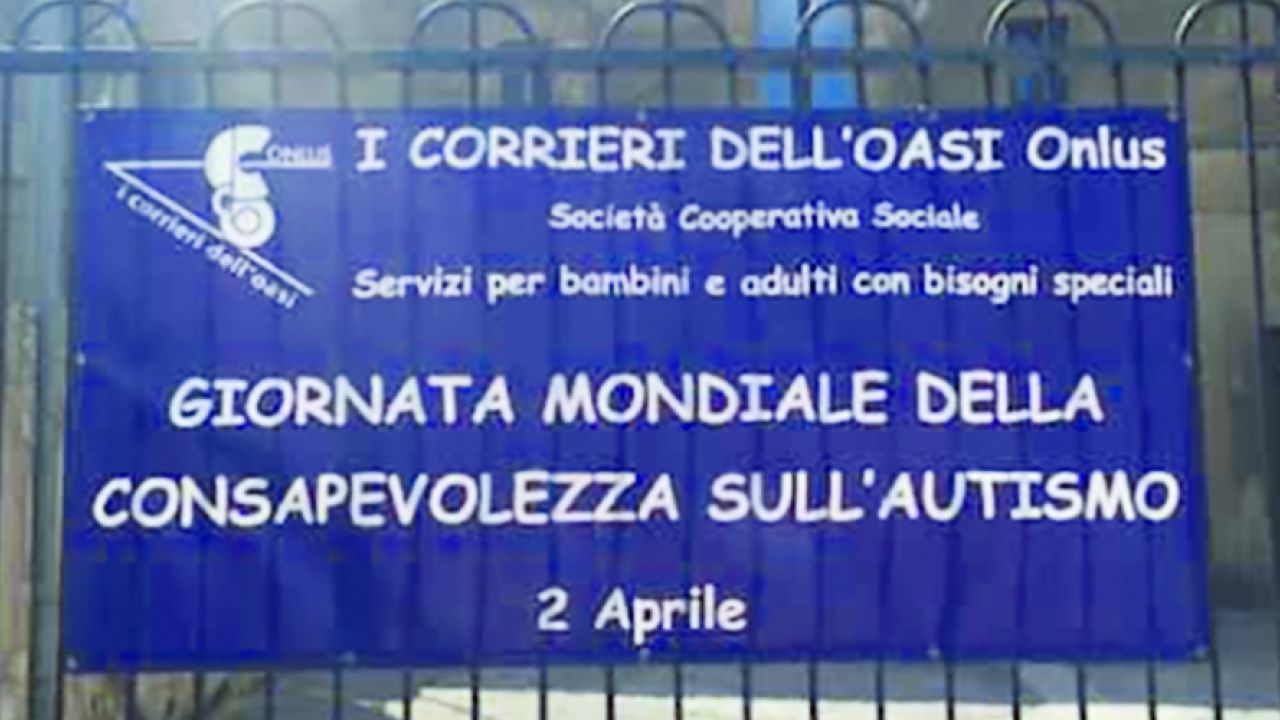 ONLUS
i corrieri dell'oasi
I CORRIERI DELL'OASI Onlus
Società Cooperativa Sociale
Servizi per bambini e adulti con bisogni speciali
GIORNATA MONDIALE DELLA
CONSAPEVOLEZZA SULL'AUTISMO
2 Aprile